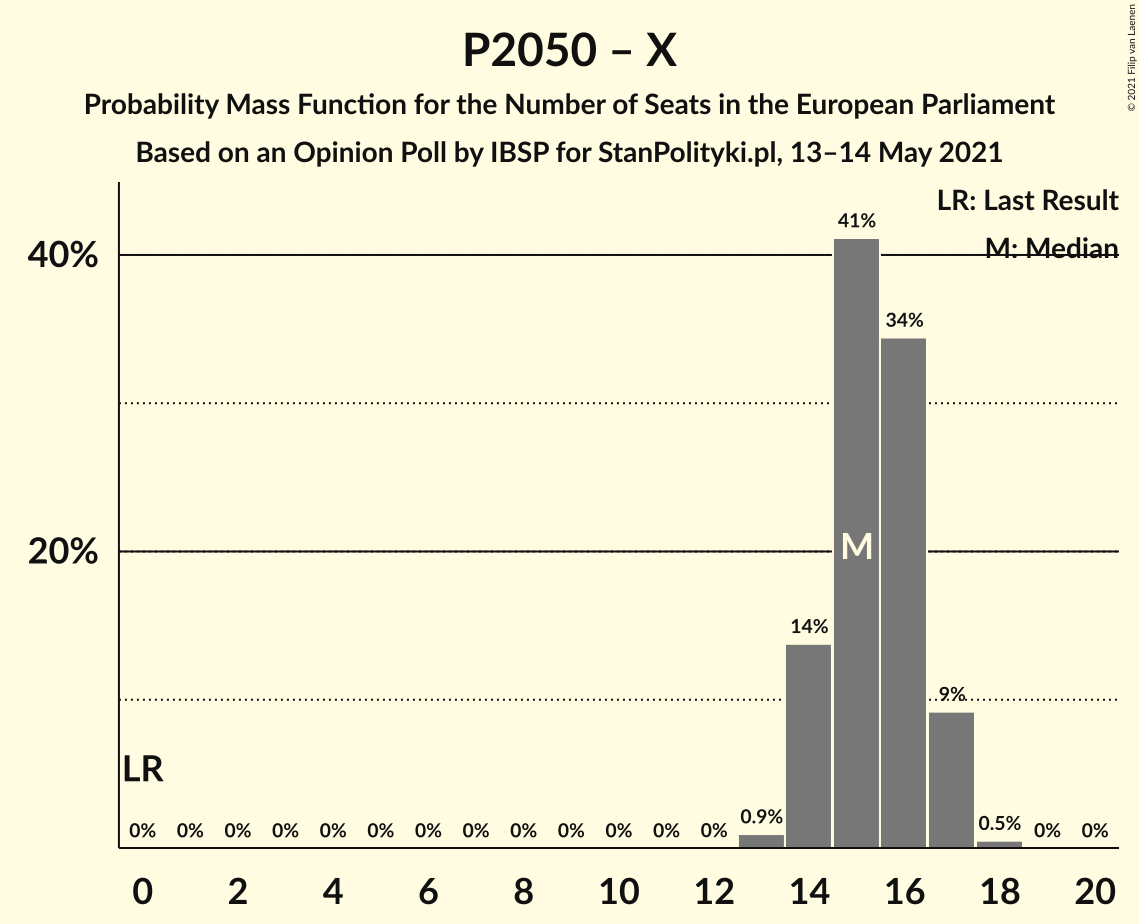 P2050 – X
Probability Mass Function for the Number of Seats in the European Parliament
Based on an Opinion Poll by IBSP for StanPolityki.pl, 13–14 May 2021
© 2021 Filip van Laenen
LR: Last Result
M: Median
41%
40%
34%
20%
M
14%
9%
LR
0% 0% 0% 0% 0% 0% 0% 0% 0% 0% 0% 0% 0% 0.9% 0.5% 0% 0%
0 2 4 6 8 10 12 14 16 18 20